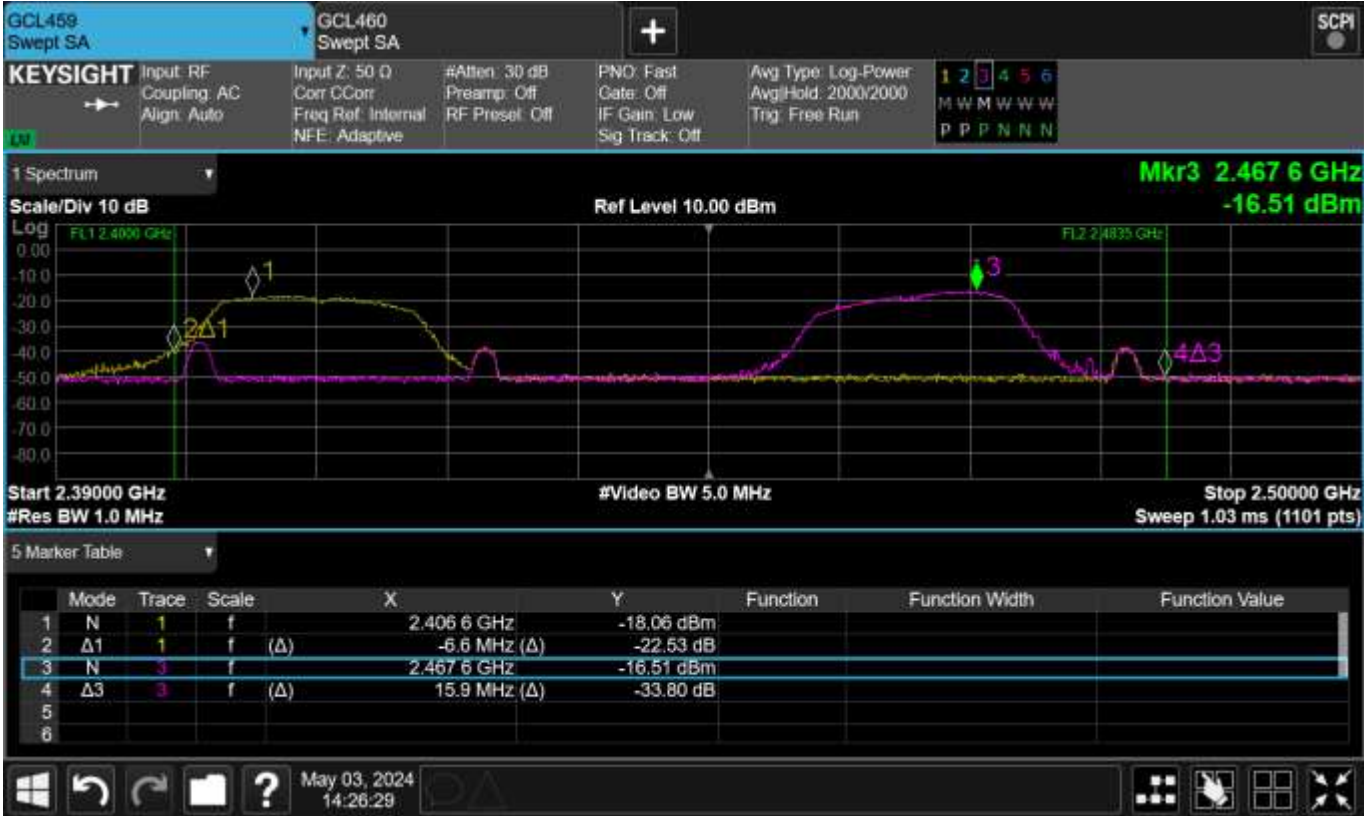 GCL459
Swept SA
GCL460
Swept SA
+
SCPI
KEYSIGHT
Input: RF
Coupling: AC
Align: Auto
Input Z: 50 Ω
Corr CCorr
Freq Ref: Internal
NFE: Adaptive
#Atten: 30 dB
Preamp: Off
RF Presel: Off
PNO: Fast
Gate: Off
IF Gain: Low
Sig Track: Off
Avg Type: Log-Power
Avg|Hold: 2000/2000
Trig: Free Run
1 2 3 4 5 6
M W M W W W
P P P N N N
1 Spectrum
Mkr3 2.467 6 GHz
Scale/Div 10 dB
Ref Level 10.00 dBm
-16.51 dBm
Log
FL1 2.4000 GHz
FL2 2.4835 GHz
0.00
-10.0
-20.0
-30.0
-40.0
-50.0
-60.0
-70.0
-80.0
1
2Δ1
3
4Δ3
Start 2.39000 GHz
#Video BW 5.0 MHz
Stop 2.50000 GHz
#Res BW 1.0 MHz
Sweep 1.03 ms (1101 pts)
5 Marker Table
Mode Trace Scale X Y Function Function Width Function Value
1 N 1 f 2.406 6 GHz -18.06 dBm
2 Δ1 1 f (Δ) -6.6 MHz (Δ) -22.53 dB
3 N 3 f 2.467 6 GHz -16.51 dBm
4 Δ3 3 f (Δ) 15.9 MHz (Δ) -33.80 dB
5
6
?
May 03, 2024
14:26:29